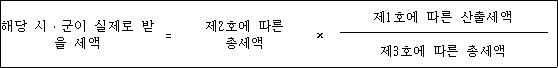 해당 시·군이 실제로 받
을 세액
=
제2호에 따른
총세액
×
제1호에 따른 산출세액
제3호에 따른 총세액